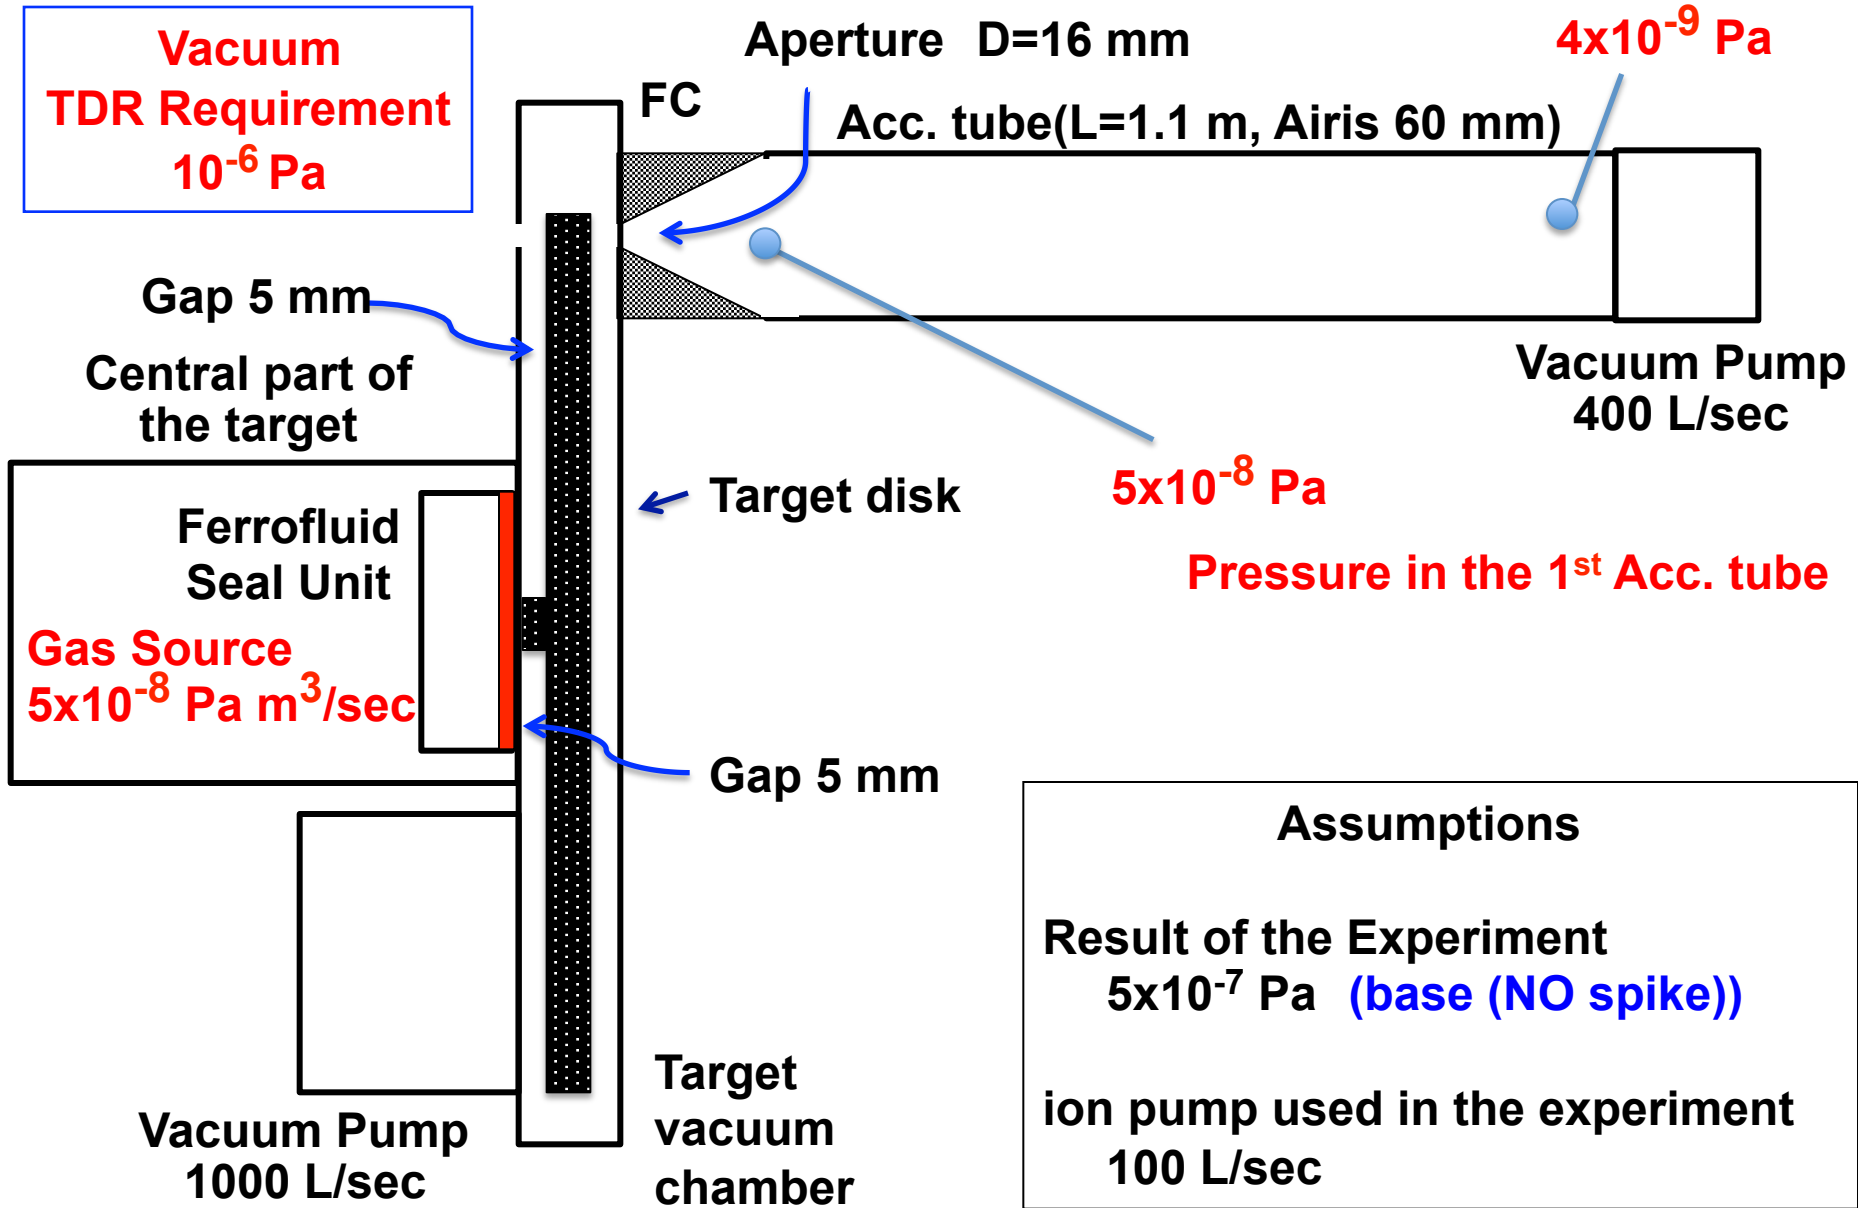 Vacuum
TDR Requirement
10⁻⁶ Pa
FC
Aperture D=16 mm
4x10⁻⁹ Pa
Acc. tube(L=1.1 m, Airis 60 mm)
Gap 5 mm
Central part of
the target
Vacuum Pump
400 L/sec
5x10⁻⁸ Pa
Target disk
Pressure in the 1ˢᵗ Acc. tube
Ferrofluid
Seal Unit
Gas Source
5x10⁻⁸ Pa m³/sec
Gap 5 mm
Assumptions
Result of the Experiment
5x10⁻⁷ Pa (base (NO spike))
ion pump used in the experiment
100 L/sec
Vacuum Pump
1000 L/sec
Target
vacuum
chamber